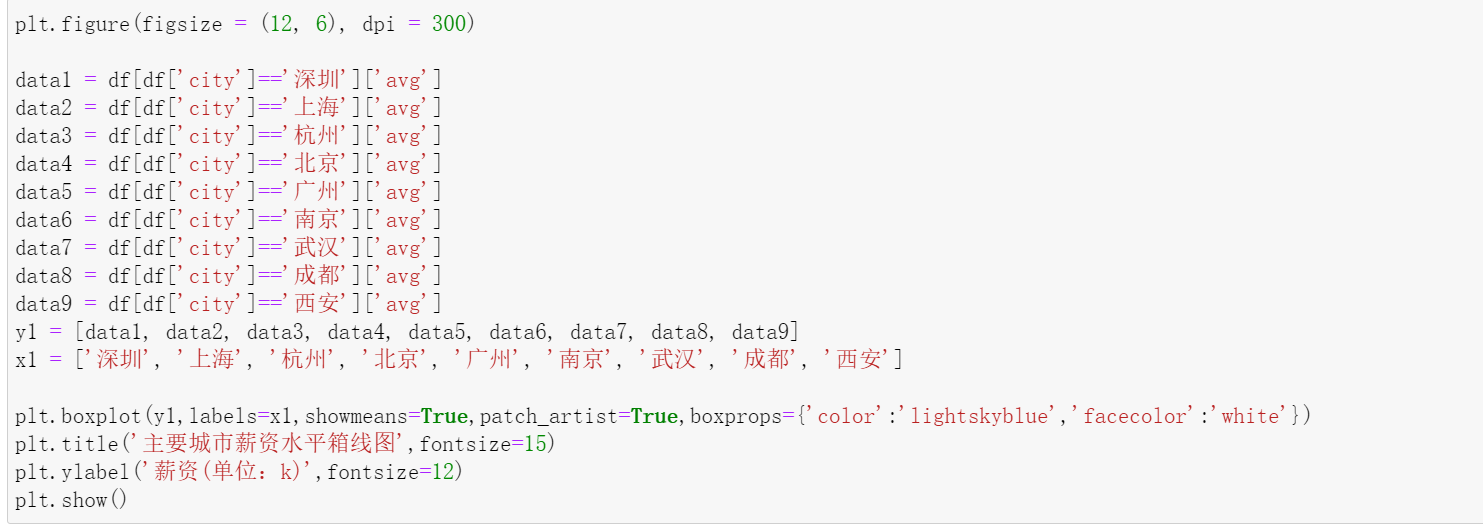 plt.figure(figsize = (12, 6), dpi = 300)
data1 = df[df['city']=='深圳']['avg']
data2 = df[df['city']=='上海']['avg']
data3 = df[df['city']=='杭州']['avg']
data4 = df[df['city']=='北京']['avg']
data5 = df[df['city']=='广州']['avg']
data6 = df[df['city']=='南京']['avg']
data7 = df[df['city']=='武汉']['avg']
data8 = df[df['city']=='成都']['avg']
data9 = df[df['city']=='西安']['avg']
y1 = [data1, data2, data3, data4, data5, data6, data7, data8, data9]
x1 = ['深圳', '上海', '杭州', '北京', '广州', '南京', '武汉', '成都', '西安']
plt.boxplot(y1,labels=x1,showmeans=True,patch_artist=True,boxprops={'color':'lightskyblue','facecolor':'white'})
plt.title('主要城市薪资水平箱线图',fontsize=15)
plt.ylabel('薪资(单位：k)',fontsize=12)
plt.show()